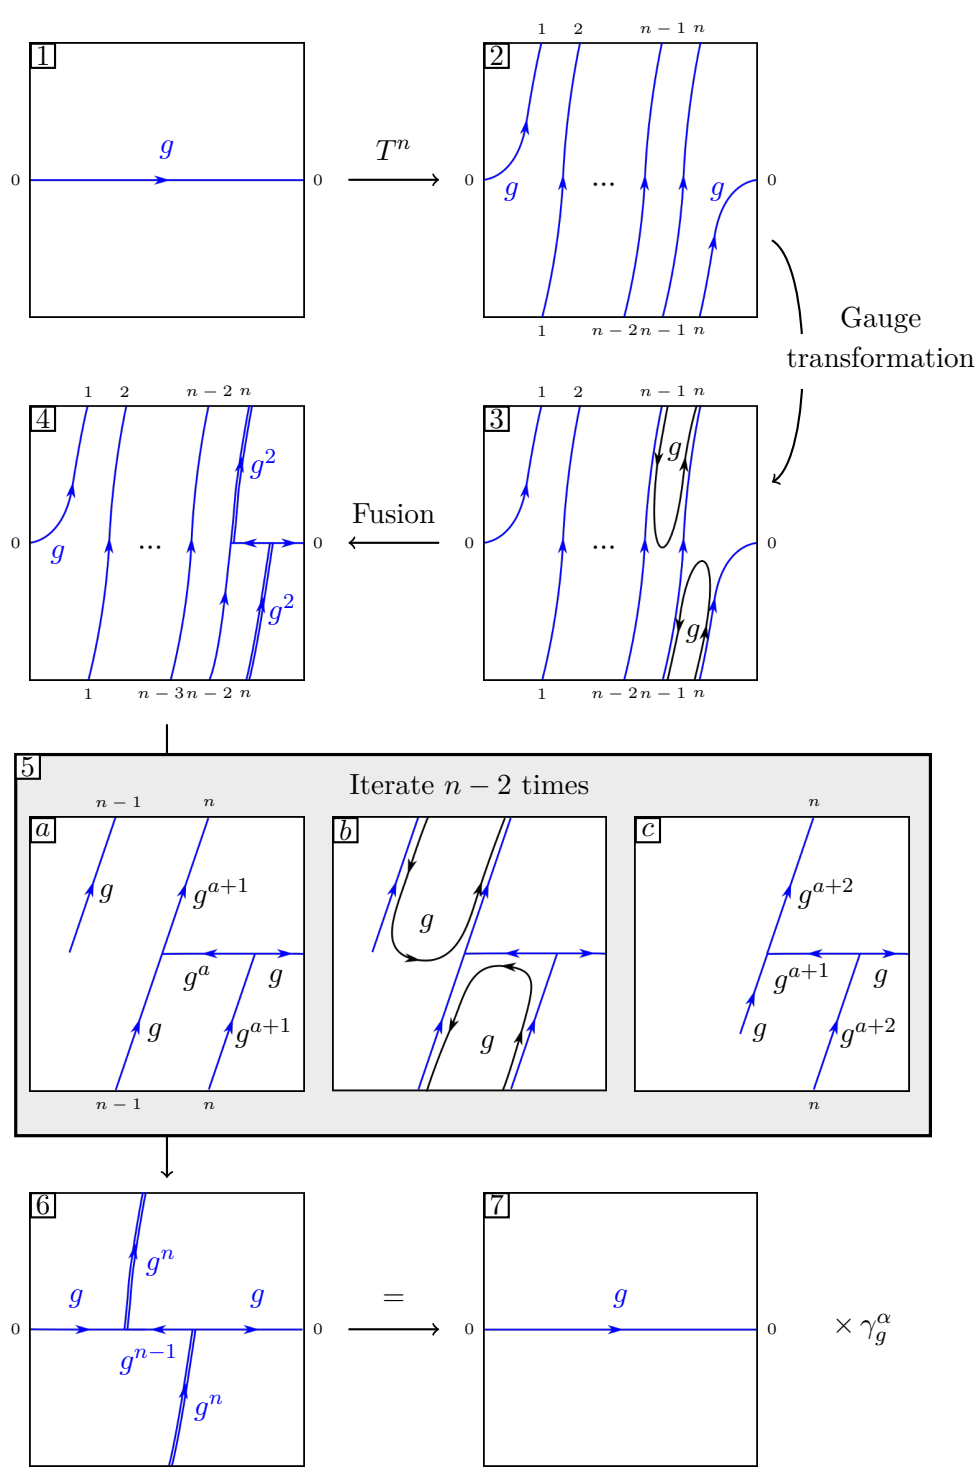 1
g
0
0
T^n
2
1 2 n − 1 n
0
g
...
g
0
1 n − 2 n − 1 n
Gauge
transformation
4
1 2 n − 2 n
g^2
0
g
...
0
g^2
1 n − 3 n − 2 n
Fusion
3
1 2 n − 1 n
g
0
...
0
g
1 n − 2 n − 1 n
5
Iterate n − 2 times
a
n − 1 n
g
g^{a+1}
g^a
g
g
g^{a+1}
n − 1 n
b
g
g
c
n
g^{a+2}
g^{a+1}
g
g
g^{a+2}
n
6
g^n
g
g
0
0
g^{n−1}
g^n
=
7
g
0
0
× γ_g^α